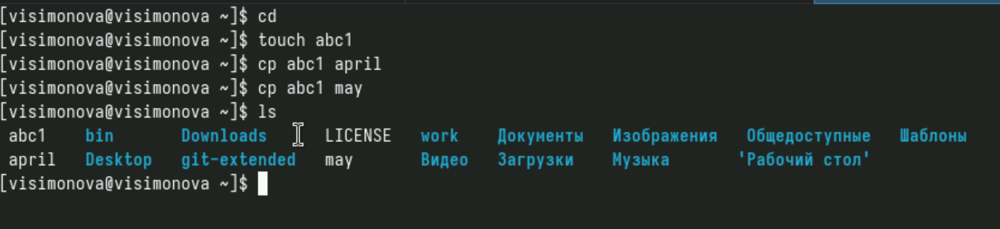 [visimonova@visimonova ~]$ cd
[visimonova@visimonova ~]$ touch abc1
[visimonova@visimonova ~]$ cp abc1 april
[visimonova@visimonova ~]$ cp abc1 may
[visimonova@visimonova ~]$ ls
abc1 bin Downloads LICENSE work Документы Изображения Общедоступные Шаблоны
april Desktop git-extended may Видео Загрузки Музыка 'Рабочий стол'
[visimonova@visimonova ~]$